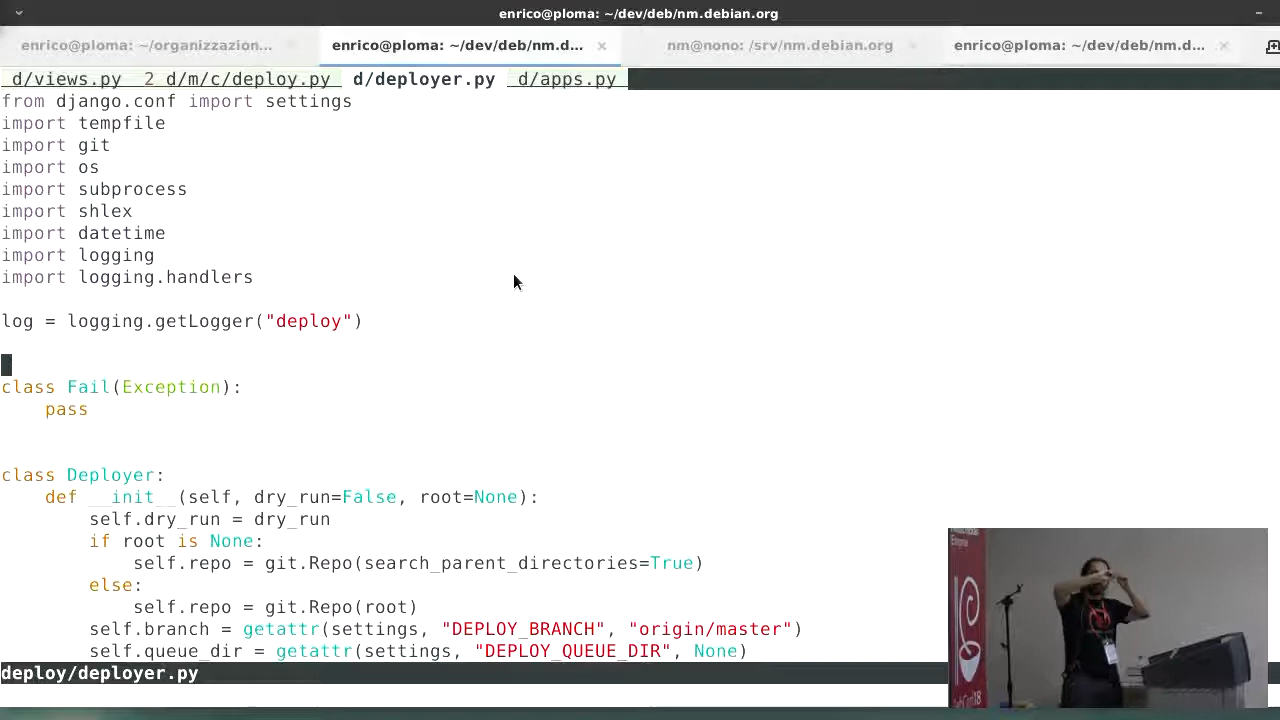 enrico@ploma: ~/dev/deb/nm.debian.org
enrico@ploma: ~/organizzazion... enrico@ploma: ~/dev/deb/nm.d... nm@nono: /srv/nm.debian.org enrico@ploma: ~/dev/deb/nm.d...
d/views.py 2 d/m/c/deploy.py d/deployer.py d/apps.py
from django.conf import settings
import tempfile
import git
import os
import subprocess
import shlex
import datetime
import logging
import logging.handlers
log = logging.getLogger("deploy")
class Fail(Exception):
    pass
class Deployer:
    def __init__(self, dry_run=False, root=None):
        self.dry_run = dry_run
        if root is None:
            self.repo = git.Repo(search_parent_directories=True)
        else:
            self.repo = git.Repo(root)
        self.branch = getattr(settings, "DEPLOY_BRANCH", "origin/master")
        self.queue_dir = getattr(settings, "DEPLOY_QUEUE_DIR", None)
deploy/deployer.py